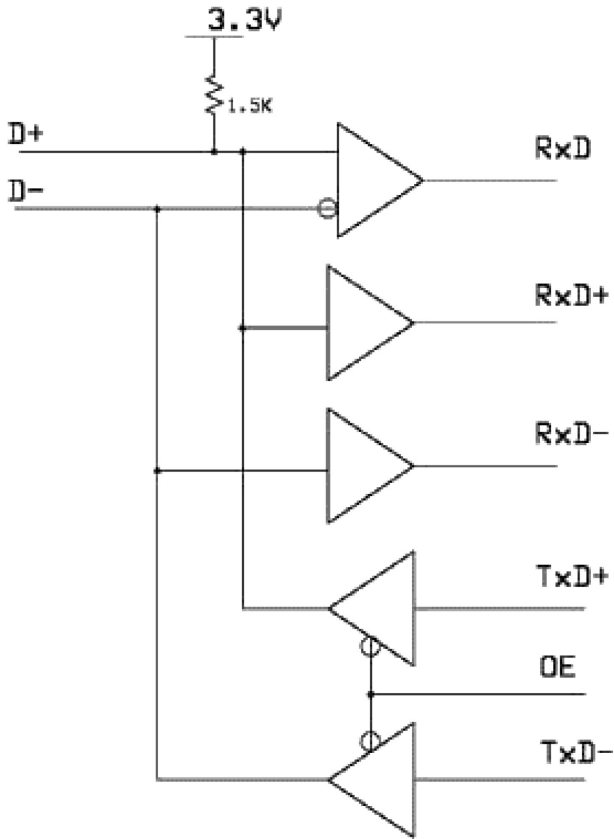 3.3V
1.5K
D+
RxD
D-
RxD+
RxD-
TxD+
OE
TxD-